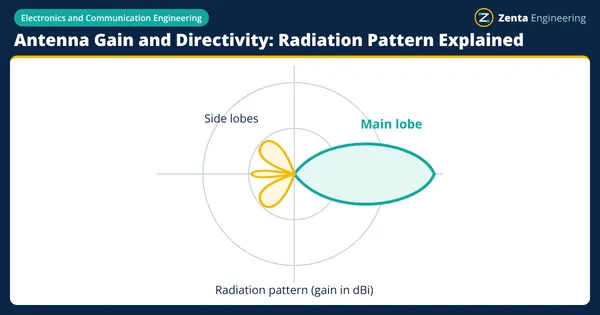 Electronics and Communication Engineering
Z Zenta Engineering
Antenna Gain and Directivity: Radiation Pattern Explained
Side lobes
Main lobe
Radiation pattern (gain in dBi)